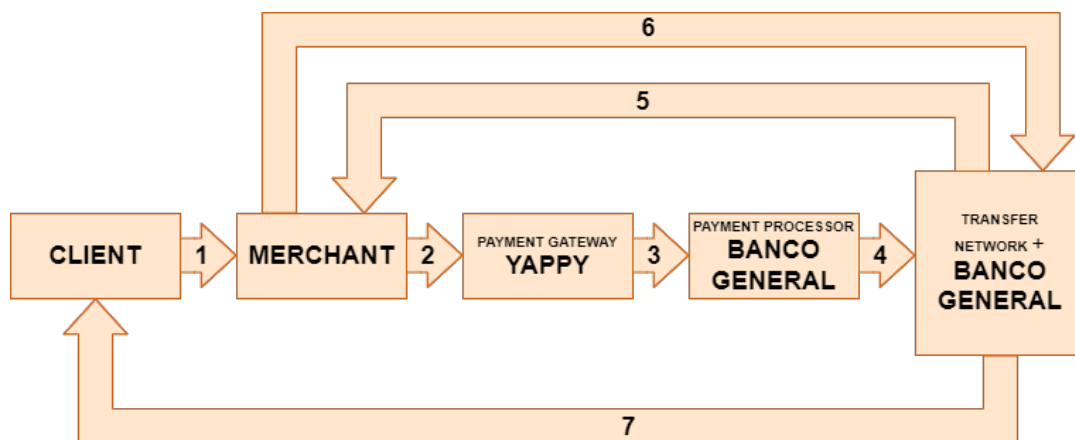 6
5
CLIENT
1
MERCHANT
2
PAYMENT GATEWAY
YAPPY
3
PAYMENT PROCESSOR
BANCO
GENERAL
4
TRANSFER
NETWORK +
BANCO
GENERAL
7